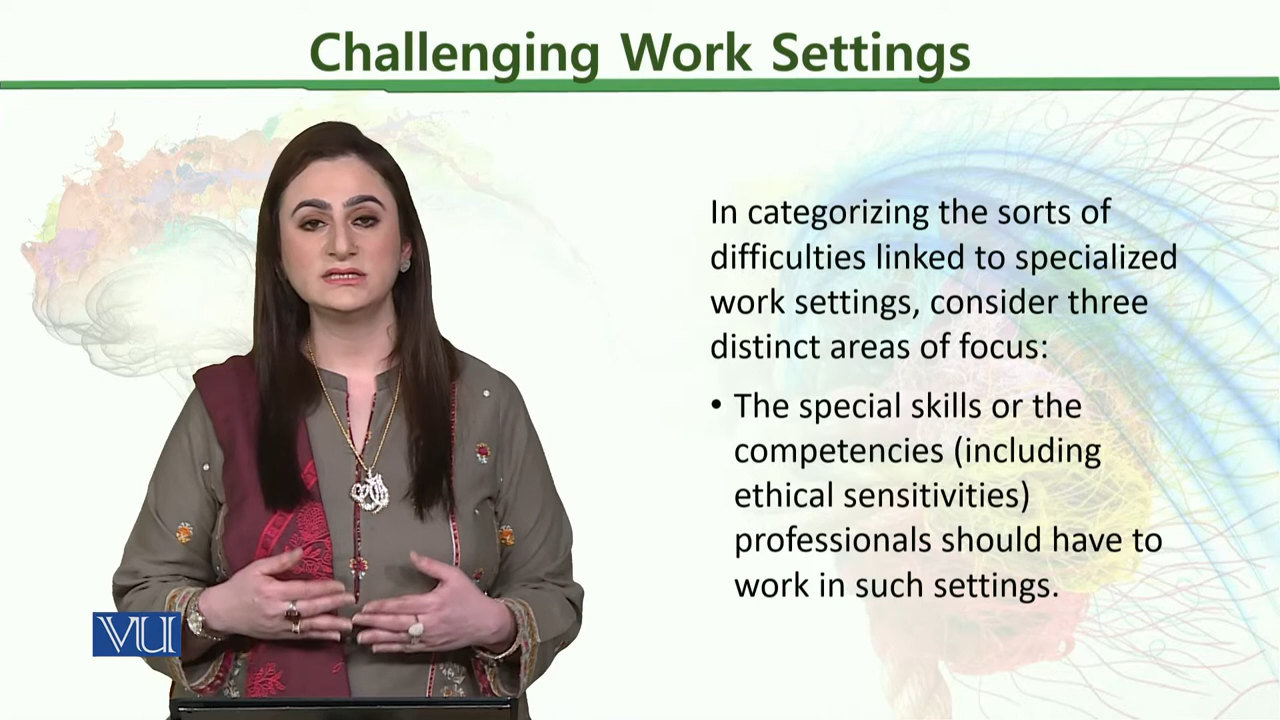 Challenging Work Settings
In categorizing the sorts of
difficulties linked to specialized
work settings, consider three
distinct areas of focus:
• The special skills or the
competencies (including
ethical sensitivities)
professionals should have to
work in such settings.
VU